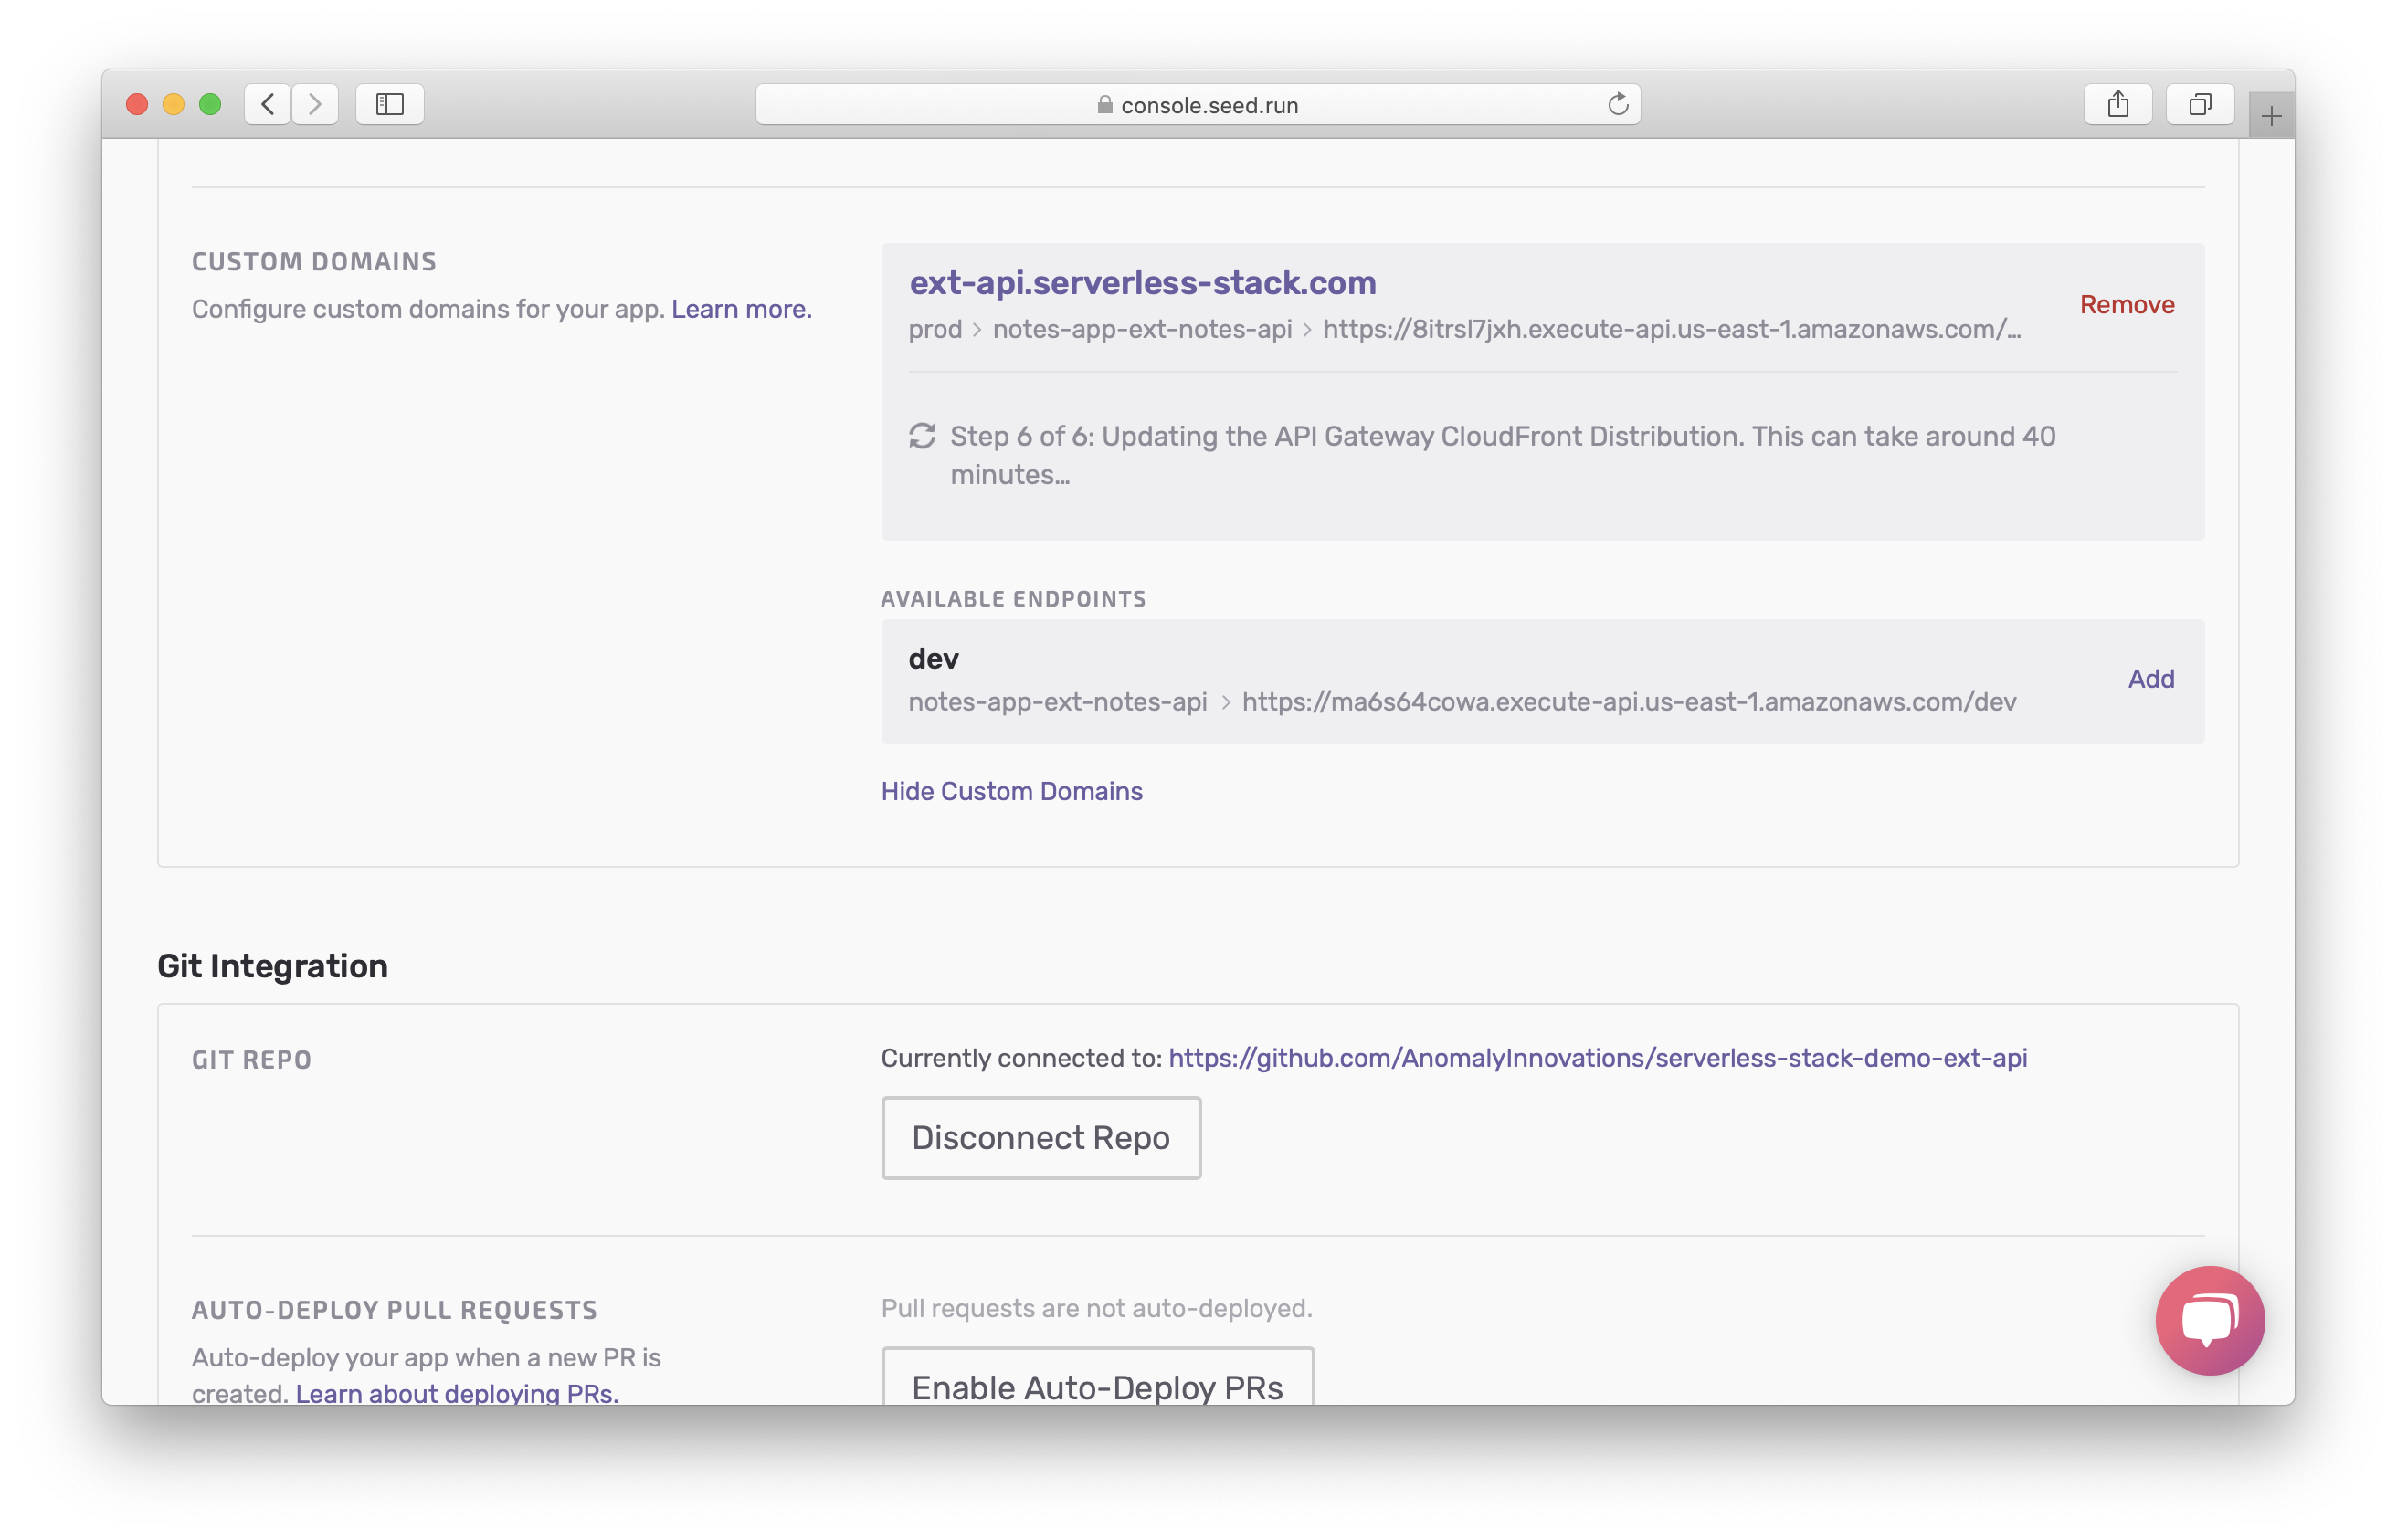 console.seed.run
CUSTOM DOMAINS
Configure custom domains for your app. Learn more.
ext-api.serverless-stack.com
Remove
prod > notes-app-ext-notes-api > https://8itrsl7jxh.execute-api.us-east-1.amazonaws.com/…
Step 6 of 6: Updating the API Gateway CloudFront Distribution. This can take around 40
minutes…
AVAILABLE ENDPOINTS
dev
Add
notes-app-ext-notes-api > https://ma6s64cowa.execute-api.us-east-1.amazonaws.com/dev
Hide Custom Domains
Git Integration
GIT REPO
Currently connected to: https://github.com/AnomalyInnovations/serverless-stack-demo-ext-api
Disconnect Repo
AUTO-DEPLOY PULL REQUESTS
Auto-deploy your app when a new PR is
created. Learn about deploying PRs.
Pull requests are not auto-deployed.
Enable Auto-Deploy PRs